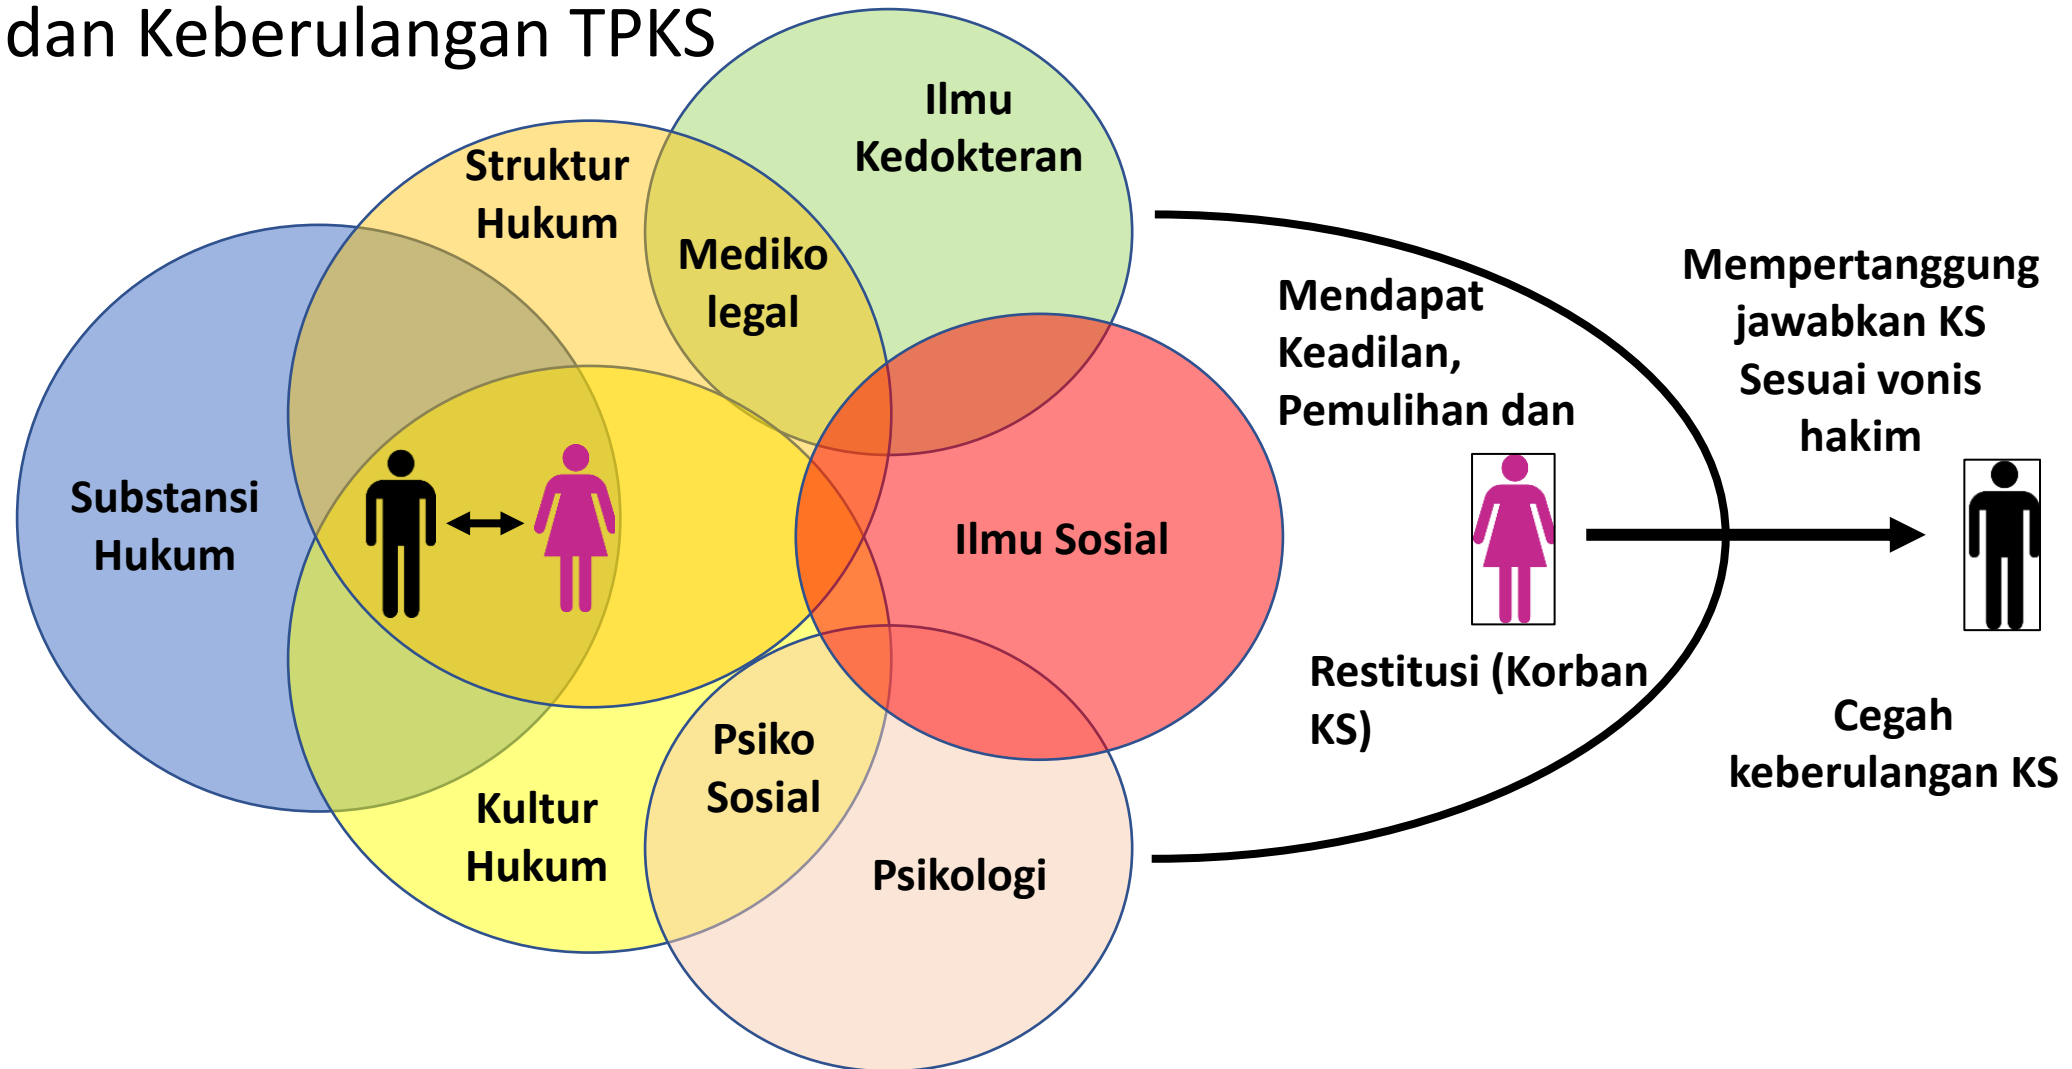 dan Keberulangan TPKS
Ilmu
Kedokteran
Struktur
Hukum
Mediko
legal
Substansi
Hukum
Ilmu Sosial
Psiko
Sosial
Kultur
Hukum
Psikologi
Mendapat
Keadilan,
Pemulihan dan
Restitusi (Korban
KS)
Mempertanggung
jawabkan KS
Sesuai vonis
hakim
Cegah
keberulangan KS